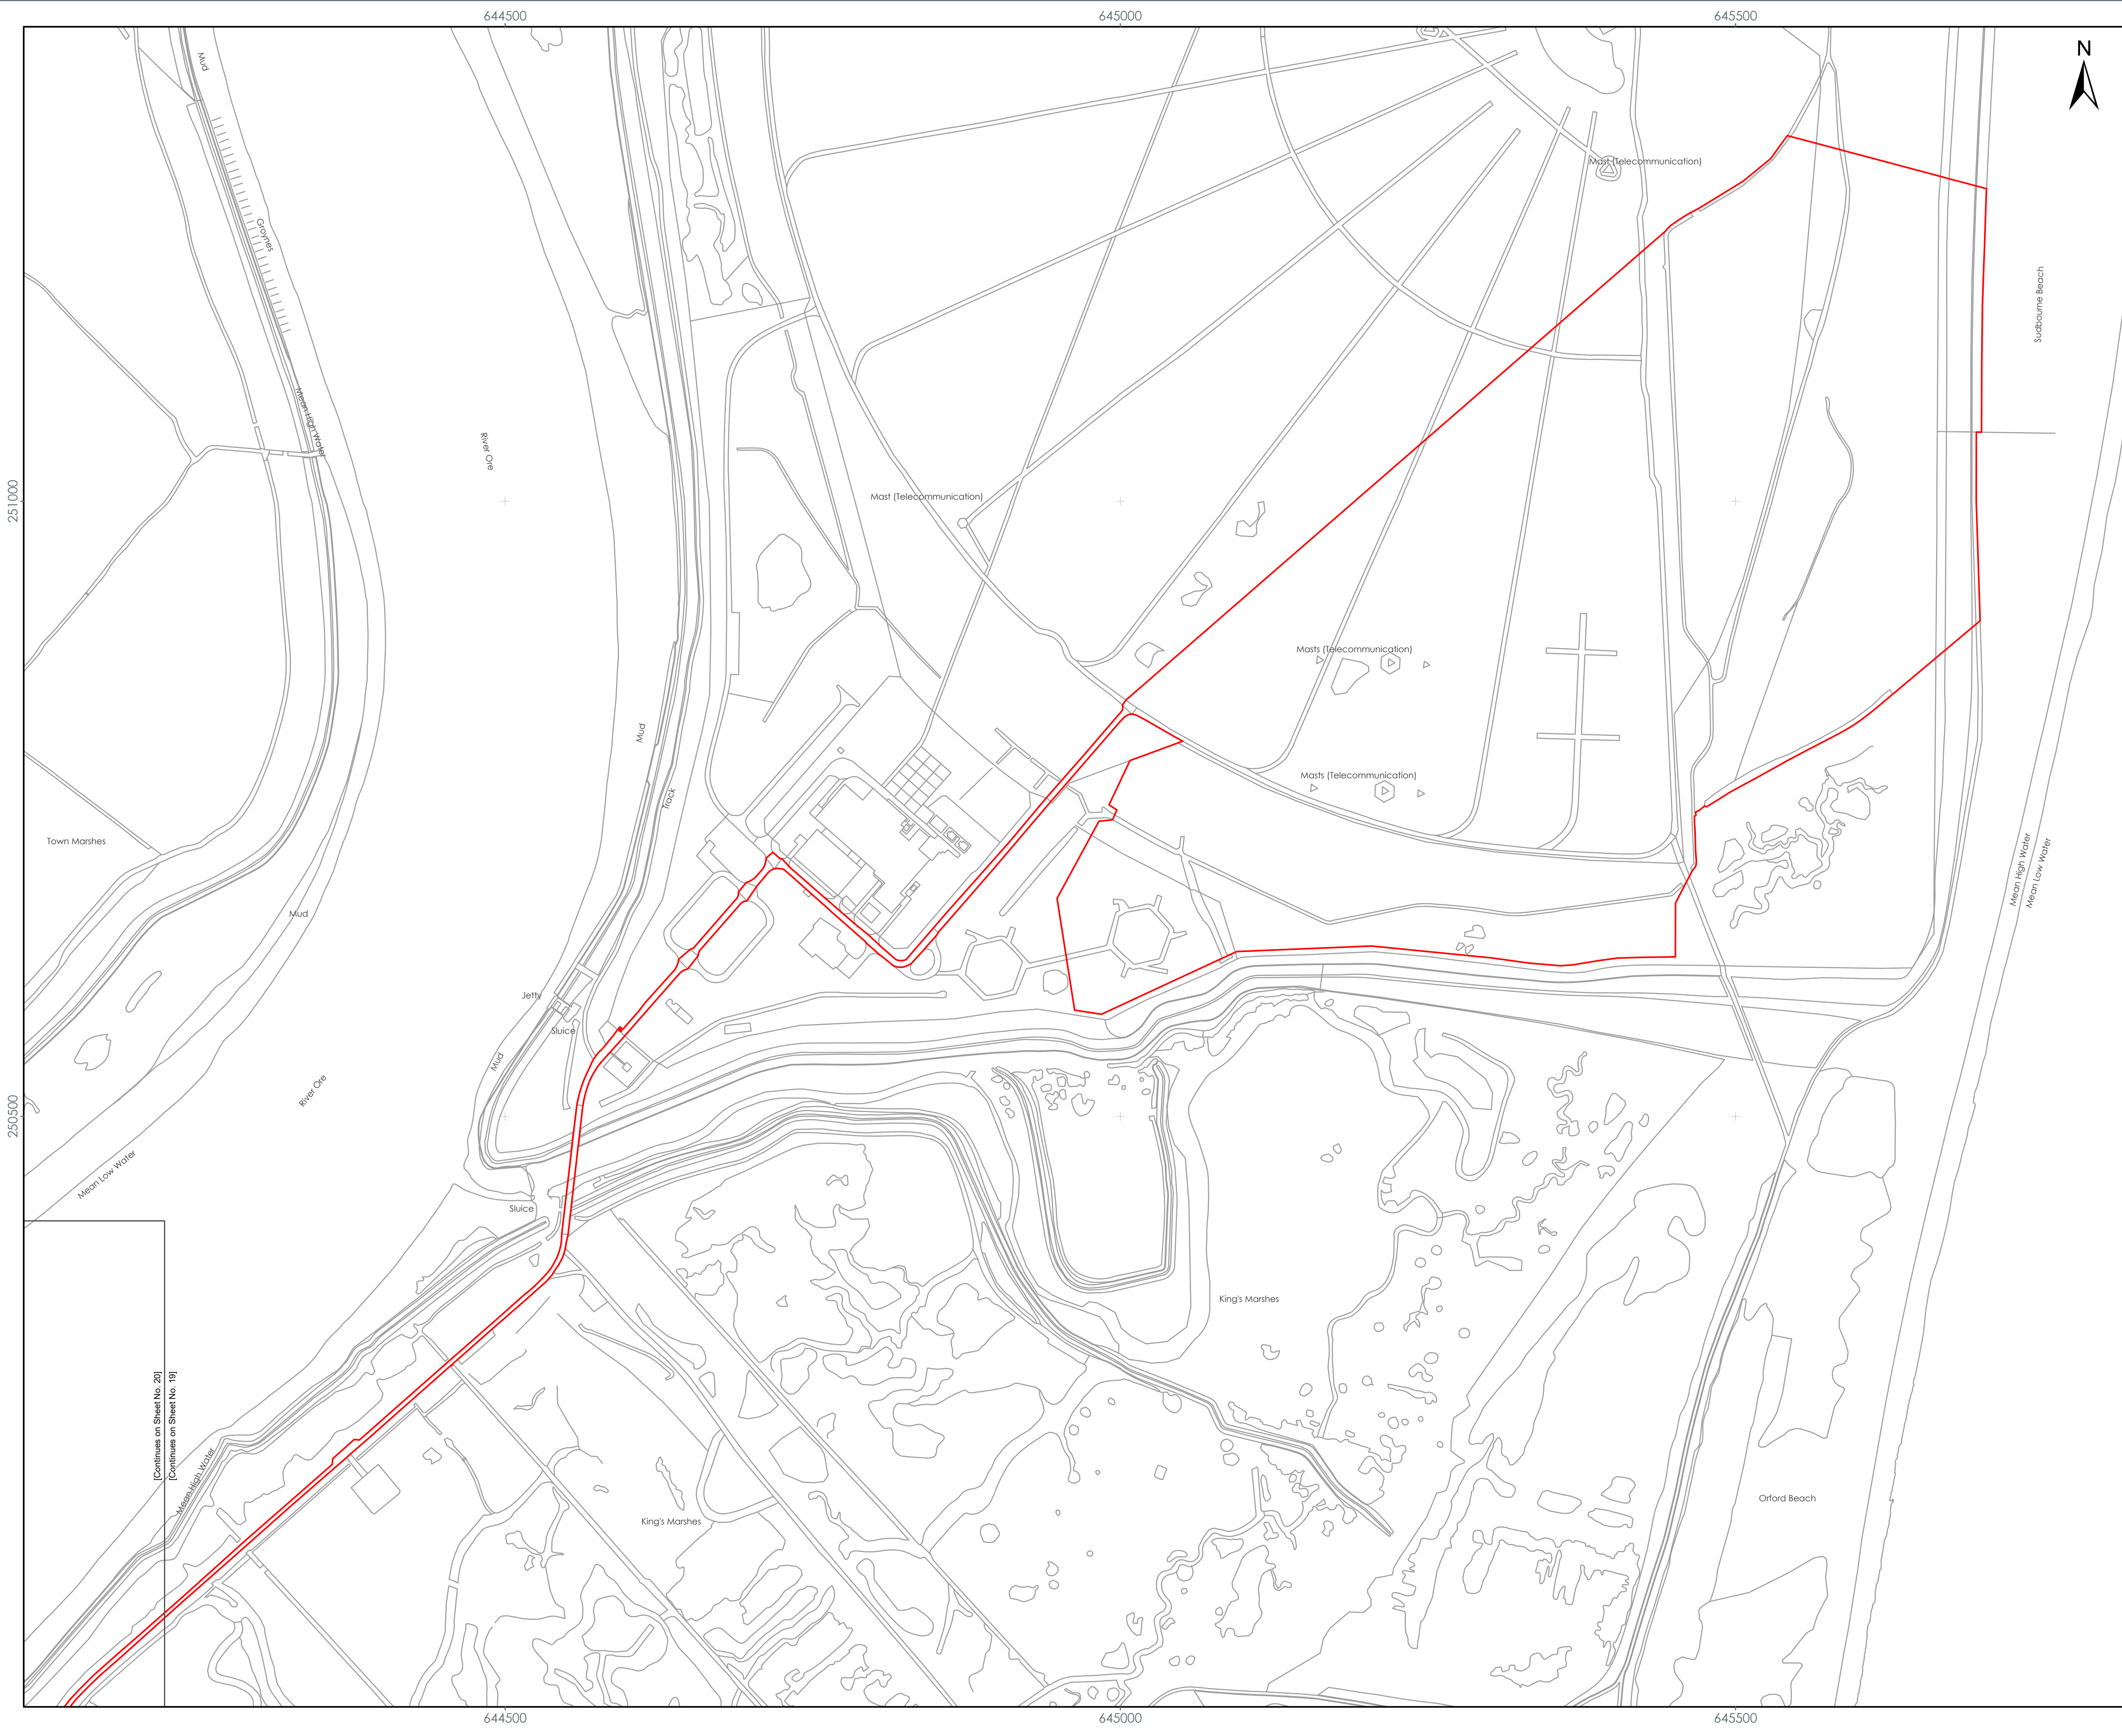 644500
645000
645500
N
Mud
Mast (Telecommunication)
Groynes
Sudbourne Beach
Mean High Water
River Ore
251000
Mast (Telecommunication)
Masts (Telecommunication)
Mud
Masts (Telecommunication)
Track
Town Marshes
Mean High Water
Mean Low Water
Mud
Jetty
Sluice
Mud
River Ore
250500
Mean Low Water
Sluice
King's Marshes
[Continues on Sheet No. 20]
[Continues on Sheet No. 19]
Mean High Water
Orford Beach
King's Marshes
644500
645000
645500